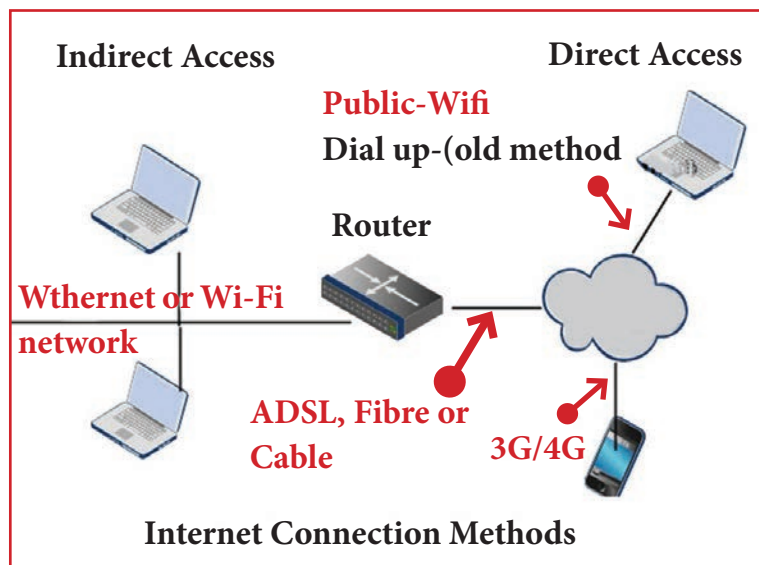 Indirect Access
Direct Access
Public-Wifi
Dial up-(old method
Router
Wthernet or Wi-Fi
network
ADSL, Fibre or
Cable
3G/4G
Internet Connection Methods